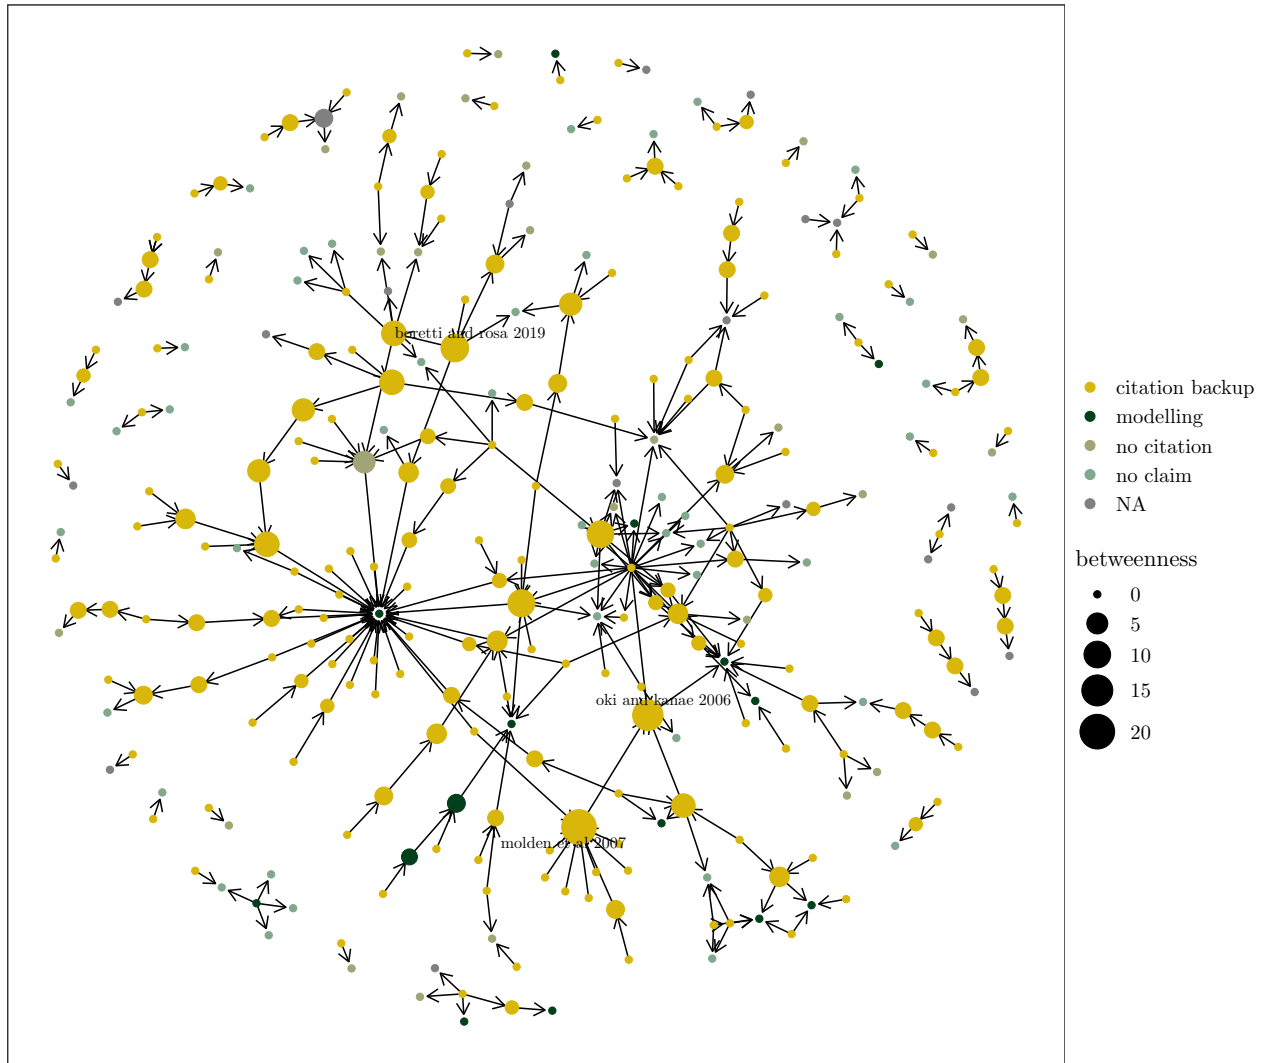 beretti and rosa 2019
oki and kanae 2006
molden et al 2007
citation backup
modelling
no citation
no claim
NA
betweenness
0
5
10
15
20